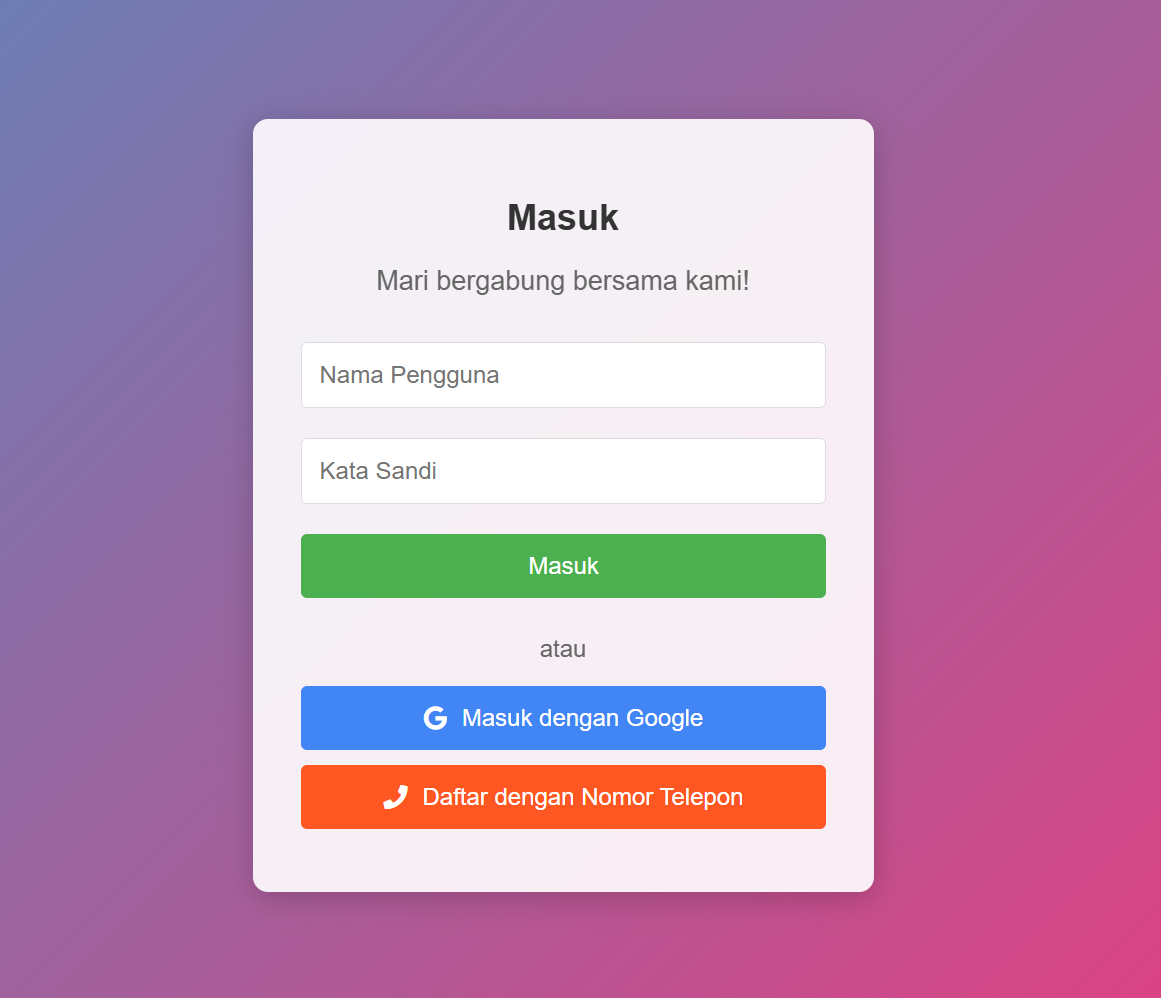 Masuk
Mari bergabung bersama kami!
Nama Pengguna
Kata Sandi
Masuk
atau
Masuk dengan Google
Daftar dengan Nomor Telepon